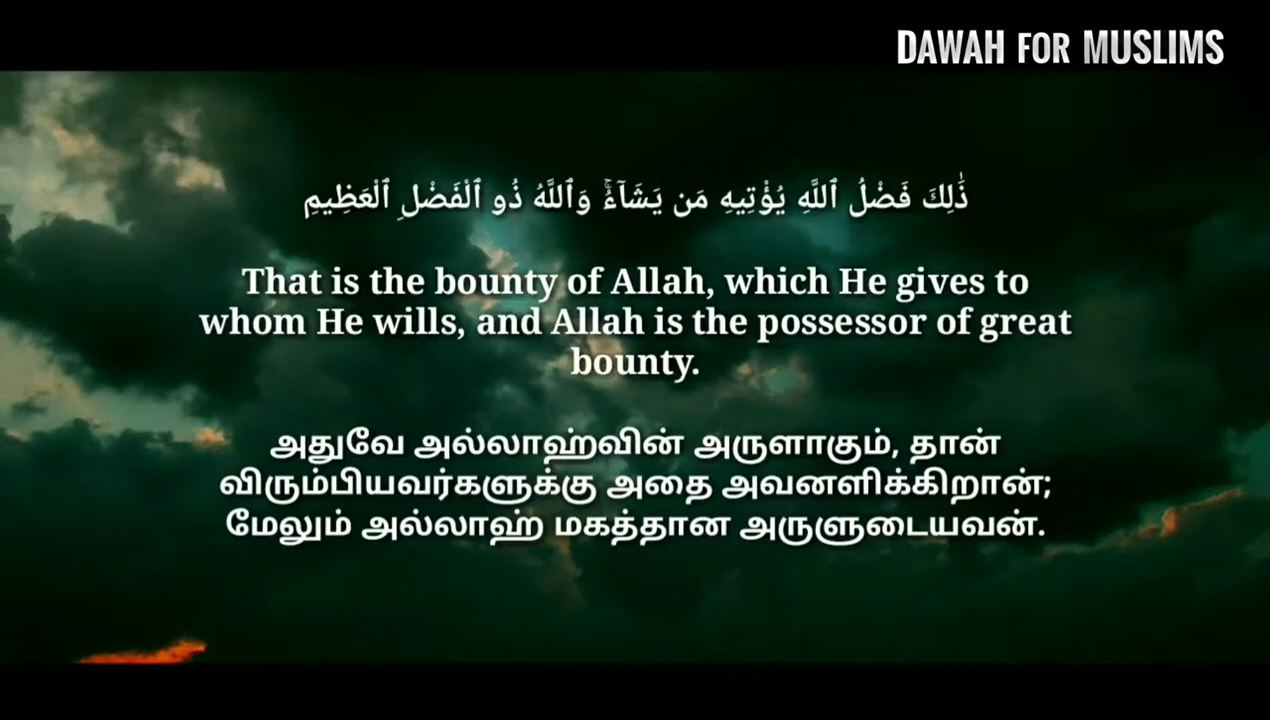 DAWAH FOR MUSLIMS
ذَٰلِكَ فَضْلُ ٱللَّهِ يُؤْتِيهِ مَن يَشَآءُۚ وَٱللَّهُ ذُو ٱلْفَضْلِ ٱلْعَظِيمِ
That is the bounty of Allah, which He gives to
whom He wills, and Allah is the possessor of great
bounty.
அதுவே அல்லாஹ்வின் அருளாகும், தான்
விரும்பியவர்களுக்கு அதை அவனளிக்கிறான்;
மேலும் அல்லாஹ் மகத்தான அருளுடையவன்.